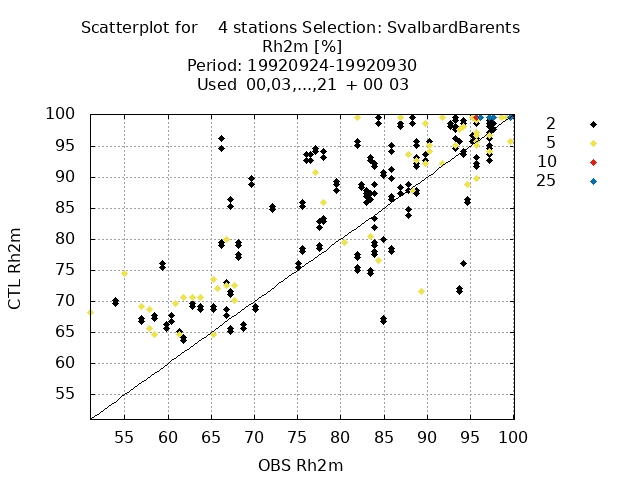 Scatterplot for    4 stations Selection: SvalbardBarents
Rh2m [%]
Period: 19920924-19920930
Used  00,03,...,21  + 00 03
100
95
90
85
80
75
70
65
60
55
CTL Rh2m
55 60 65 70 75 80 85 90 95 100
OBS Rh2m
2
5
10
25